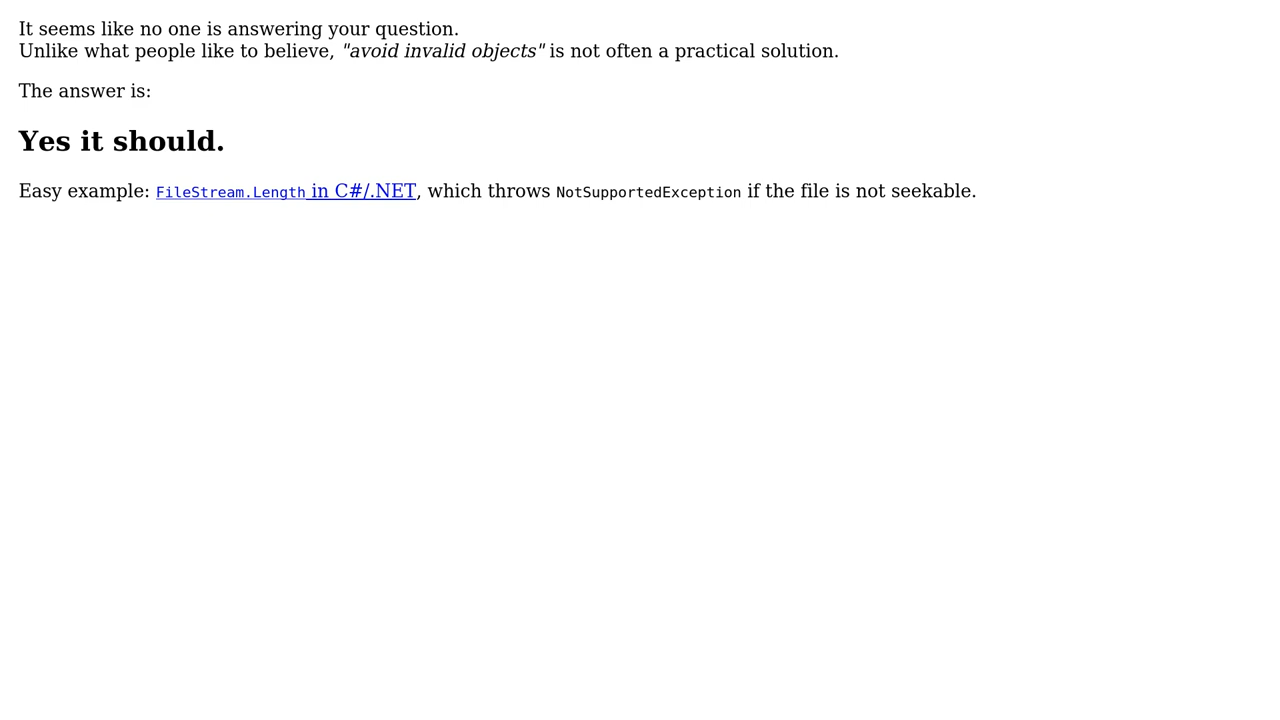 It seems like no one is answering your question.
Unlike what people like to believe, "avoid invalid objects" is not often a practical solution.
The answer is:
Yes it should.
Easy example: FileStream.Length in C#/.NET, which throws NotSupportedException if the file is not seekable.